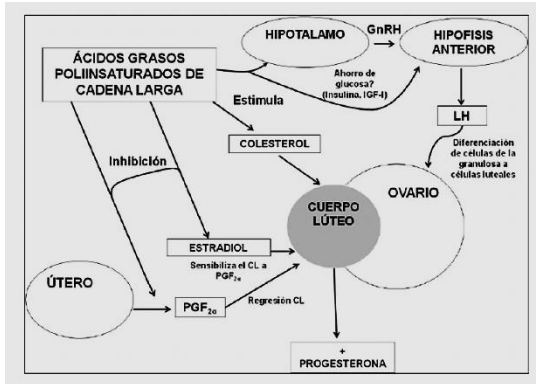 HIPOTALAMO
GnRH
HIPOFISIS
ANTERIOR
ÁCIDOS GRASOS
POLIINSATURADOS DE
CADENA LARGA
Ahorro de
glucosa?
(Insulina, IGF-I)
Estimula
LH
COLESTEROL
Diferenciación
de células de la
granulosa a
células luteales
Inhibición
CUERPO
LÚTEO
OVARIO
ESTRADIOL
Sensibiliza el CL a
PGF2α
ÚTERO
PGF2α
Regresión CL
+
PROGESTERONA